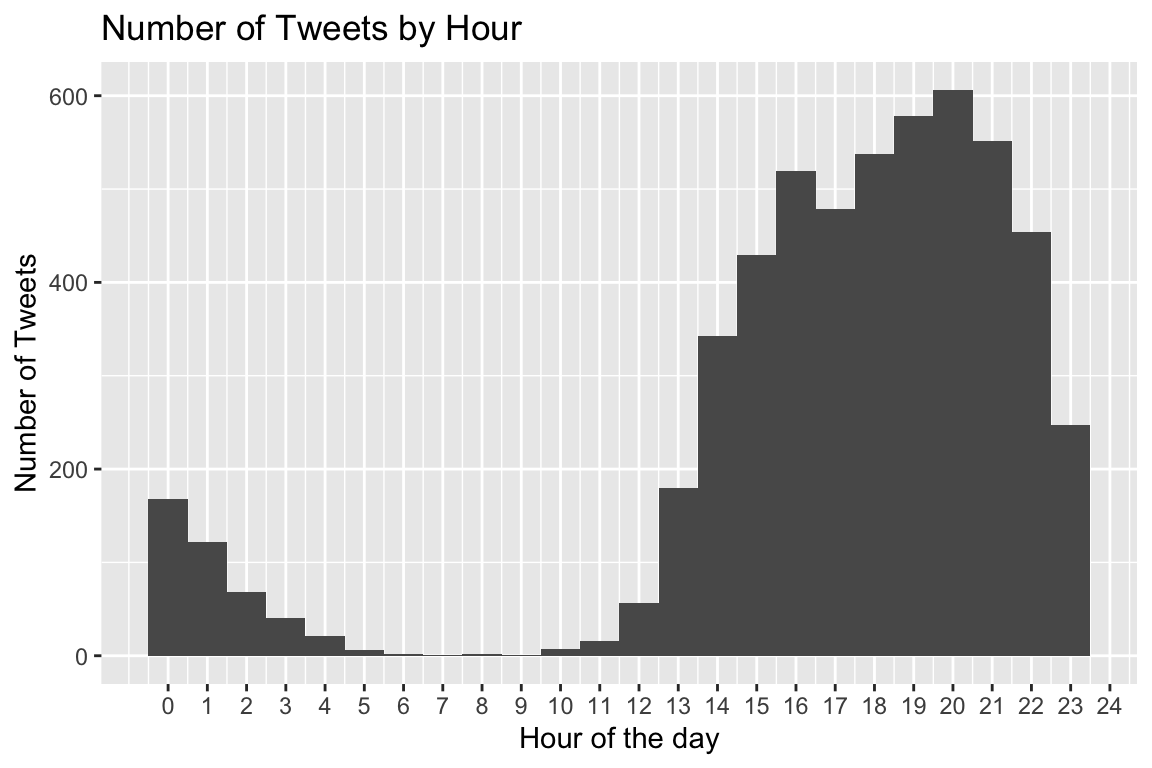 Number of Tweets by Hour
Number of Tweets
600
400
200
0
0 1 2 3 4 5 6 7 8 9 10 11 12 13 14 15 16 17 18 19 20 21 22 23 24
Hour of the day